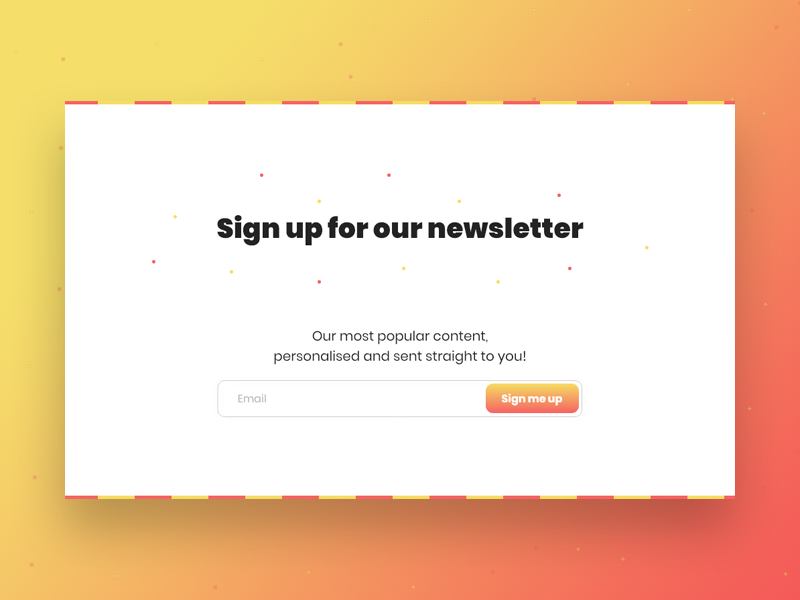 Sign up for our newsletter
Our most popular content,
personalised and sent straight to you!
Email
Sign me up